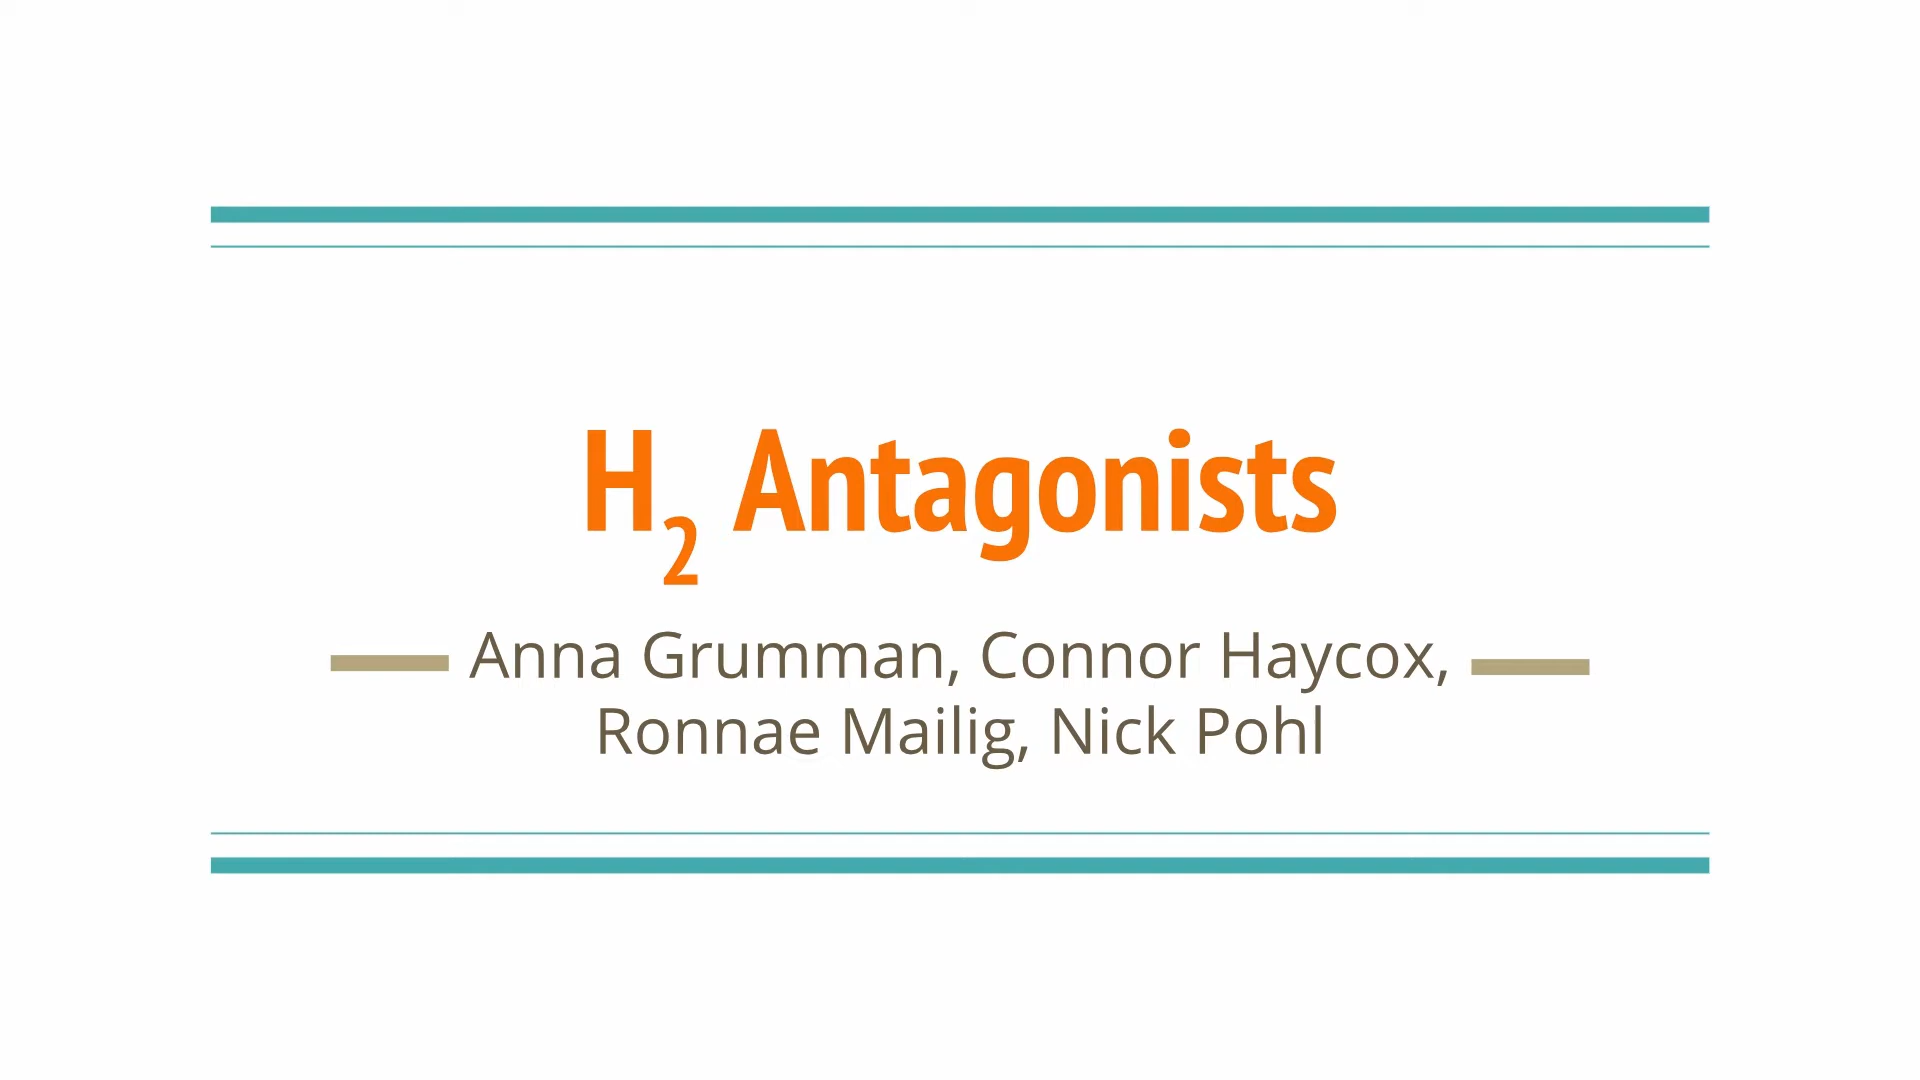 H₂ Antagonists
Anna Grumman, Connor Haycox,
Ronnae Mailig, Nick Pohl